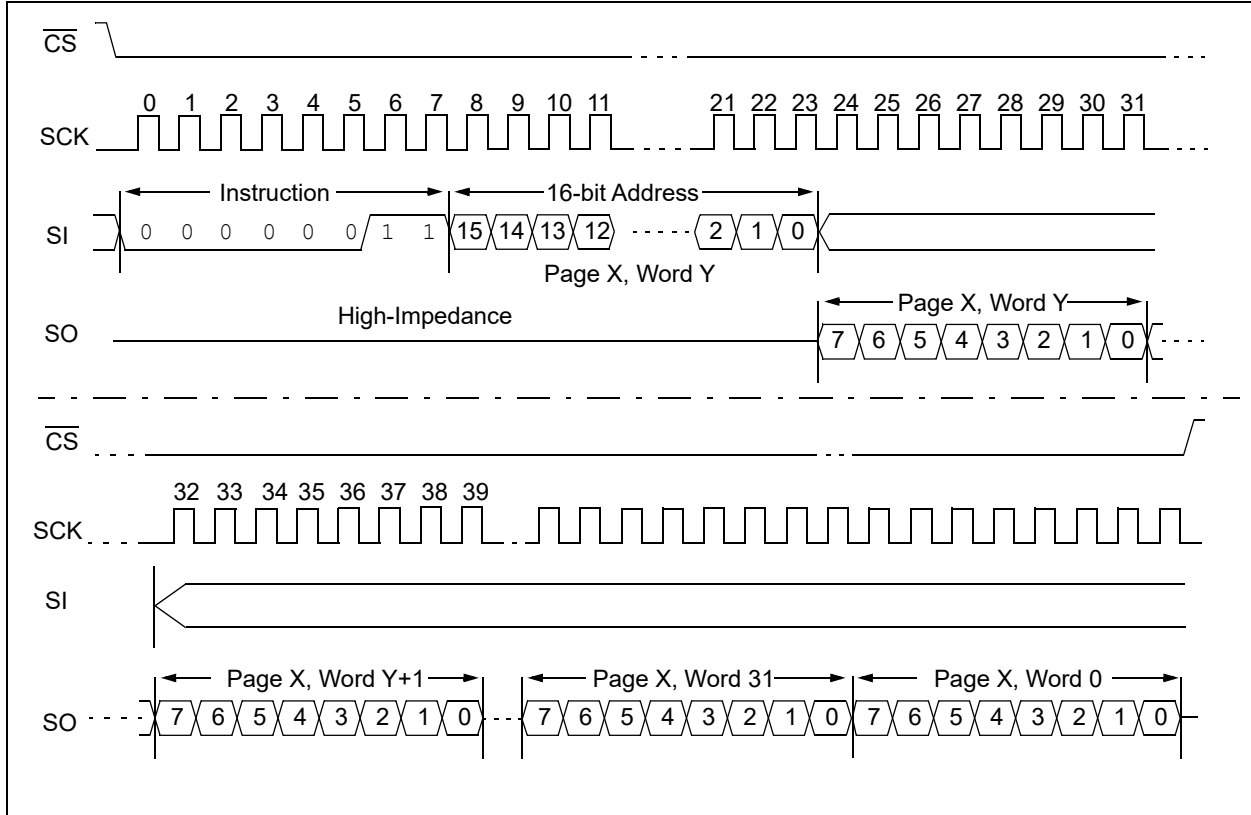 CS
0 1 2 3 4 5 6 7 8 9 10 11 21 22 23 24 25 26 27 28 29 30 31
SCK
Instruction 16-bit Address
SI 0 0 0 0 0 0 1 1 15 14 13 12 2 1 0
Page X, Word Y
High-Impedance Page X, Word Y
SO 7 6 5 4 3 2 1 0
CS
32 33 34 35 36 37 38 39
SCK
SI
Page X, Word Y+1 Page X, Word 31 Page X, Word 0
SO 7 6 5 4 3 2 1 0 7 6 5 4 3 2 1 0 7 6 5 4 3 2 1 0